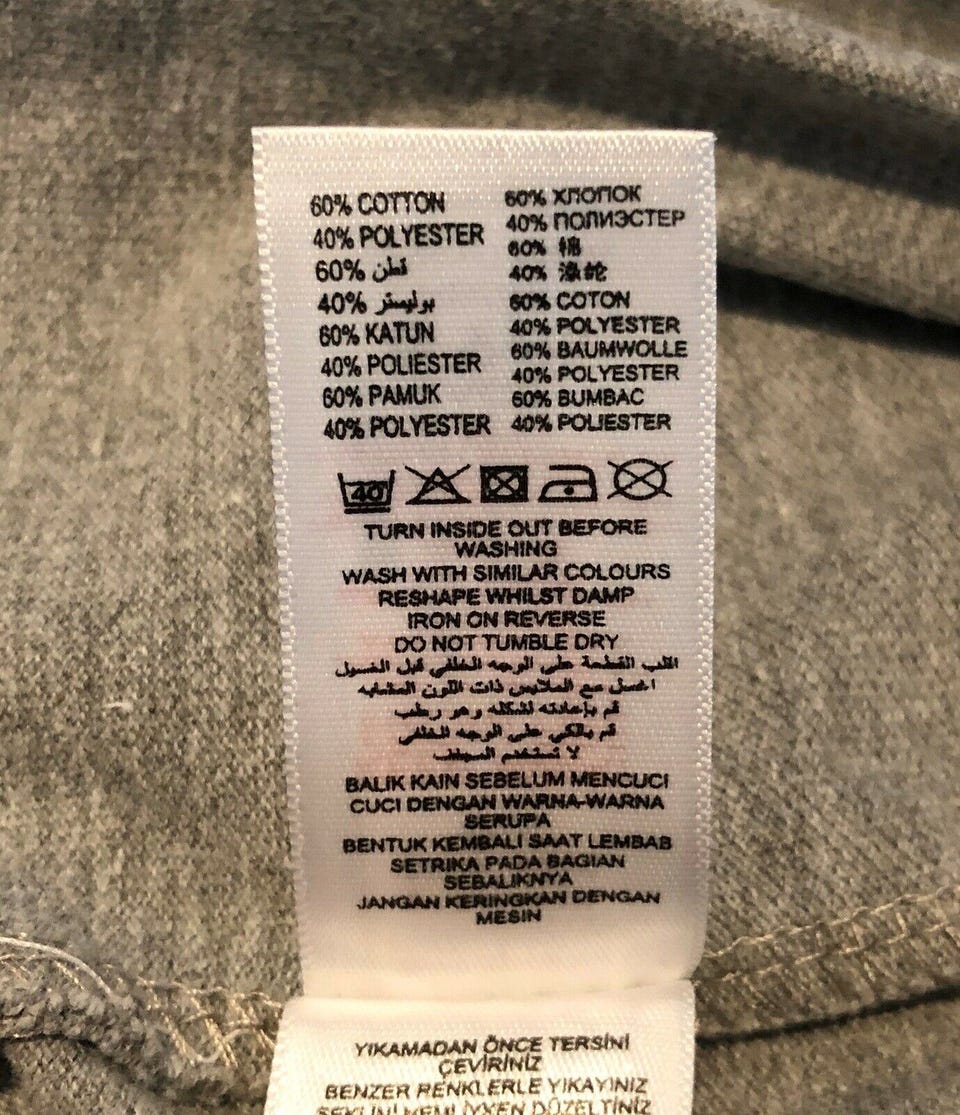 60% COTTON
40% POLYESTER
60% قطن
40% بوليستر
60% KATUN
40% POLIESTER
60% PAMUK
40% POLYESTER
60% ХЛОПОК
40% ПОЛИЭСТЕР
60% 棉
40% 涤纶
60% COTON
40% POLYESTER
60% BAUMWOLLE
40% POLYESTER
60% BUMBAC
40% POLIESTER
40
TURN INSIDE OUT BEFORE
WASHING
WASH WITH SIMILAR COLOURS
RESHAPE WHILST DAMP
IRON ON REVERSE
DO NOT TUMBLE DRY
اقلب القطعة على الوجه الخلفي قبل الغسول
اغسل مع الملابس ذات اللون المشابه
قم بإعادته لشكله وهو رطب
قم بالكي على الوجه الخلفي
لا تستخدم المجفف
BALIK KAIN SEBELUM MENCUCI
CUCI DENGAN WARNA-WARNA
SERUPA
BENTUK KEMBALI SAAT LEMBAB
SETRIKA PADA BAGIAN
SEBALIKNYA
JANGAN KERINGKAN DENGAN
MESIN
YIKAMADAN ÖNCE TERSİNİ
ÇEVİRİNİZ
BENZER RENKLERLE YIKAYINIZ
DÜZELTİNİZ